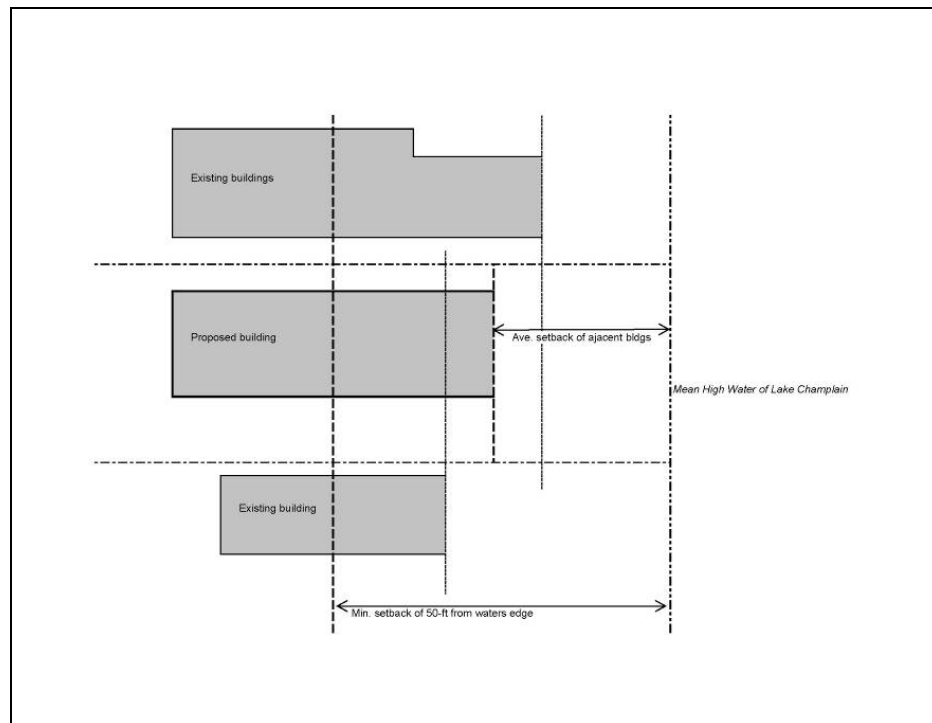 Existing buildings
Proposed building
Ave. setback of ajacent bldgs
Mean High Water of Lake Champlain
Existing building
Min. setback of 50-ft from waters edge